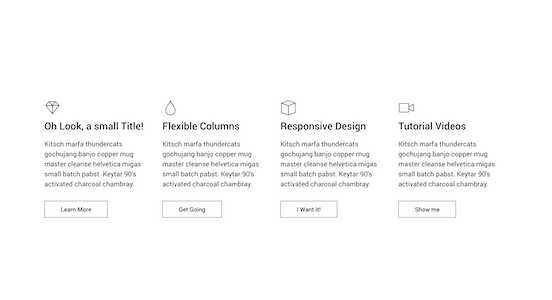 Oh Look, a small Title!
Kitsch marfa thundercats
gochujang banjo copper mug
master cleanse helvetica migas
small batch pabst. Keytar 90's
activated charcoal chambray.
Learn More
Flexible Columns
Kitsch marfa thundercats
gochujang banjo copper mug
master cleanse helvetica migas
small batch pabst. Keytar 90's
activated charcoal chambray.
Get Going
Responsive Design
Kitsch marfa thundercats
gochujang banjo copper mug
master cleanse helvetica migas
small batch pabst. Keytar 90's
activated charcoal chambray.
I Want it!
Tutorial Videos
Kitsch marfa thundercats
gochujang banjo copper mug
master cleanse helvetica migas
small batch pabst. Keytar 90's
activated charcoal chambray.
Show me